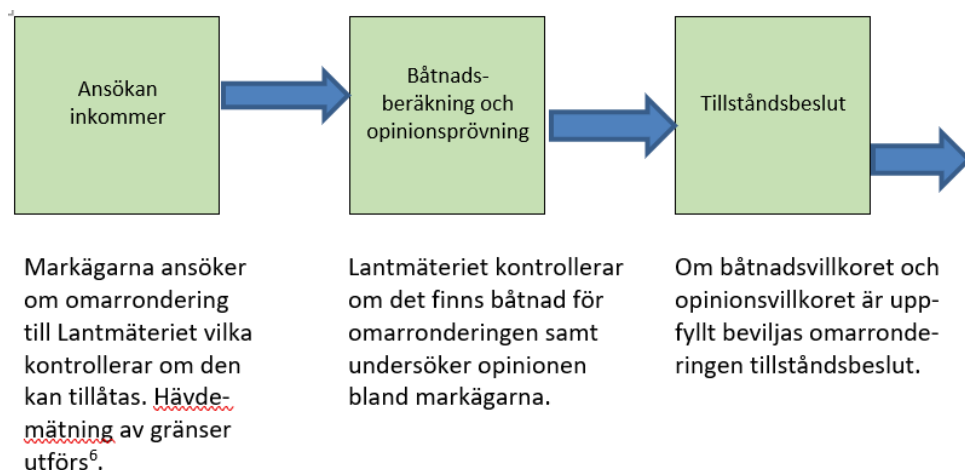 Ansökan
inkommer
Båtnads-
beräkning och
opinionsprövning
Tillståndsbeslut
Markägarna ansöker
om omarrondering
till Lantmäteriet vilka
kontrollerar om den
kan tillåtas. Hävde-
mätning av gränser
utförs⁶.
Lantmäteriet kontrollerar
om det finns båtnad för
omarronderingen samt
undersöker opinionen
bland markägarna.
Om båtnadsvillkoret och
opinionsvillkoret är upp-
fyllt beviljas omarronde-
ringen tillståndsbeslut.